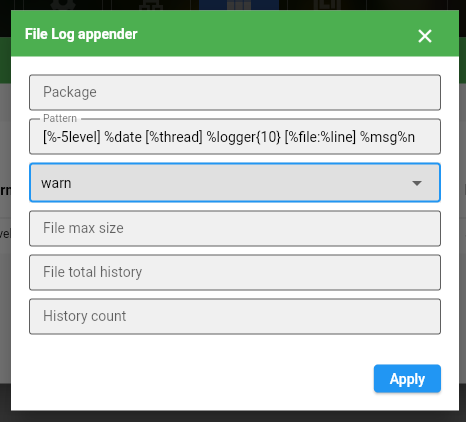 File Log appender
Package
Pattern
[%-5level] %date [%thread] %logger{10} [%file:%line] %msg%n
warn
File max size
File total history
History count
Apply